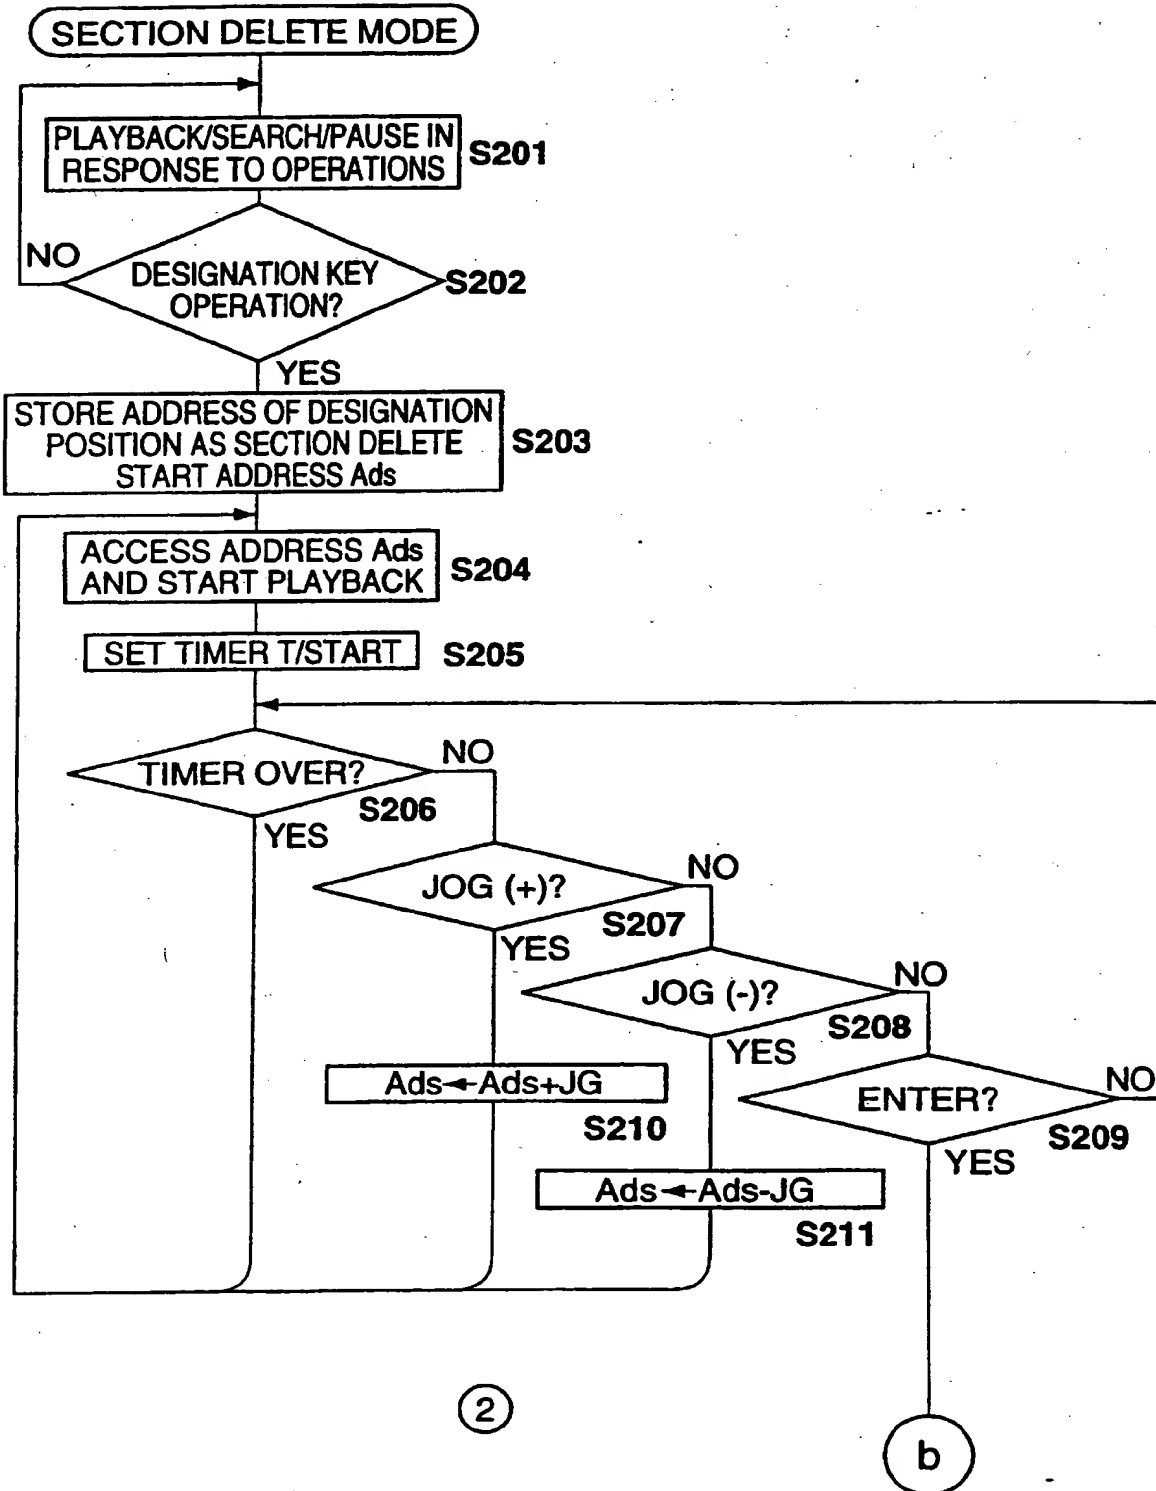 SECTION DELETE MODE
PLAYBACK/SEARCH/PAUSE IN
RESPONSE TO OPERATIONS
S201
NO
DESIGNATION KEY
OPERATION?
S202
YES
STORE ADDRESS OF DESIGNATION
POSITION AS SECTION DELETE
START ADDRESS Ads
S203
ACCESS ADDRESS Ads
AND START PLAYBACK
S204
SET TIMER T/START
S205
TIMER OVER?
NO
S206
YES
JOG (+)?
NO
S207
YES
JOG (-)?
NO
S208
YES
Ads←Ads+JG
S210
ENTER?
NO
S209
YES
Ads←Ads-JG
S211
2
b